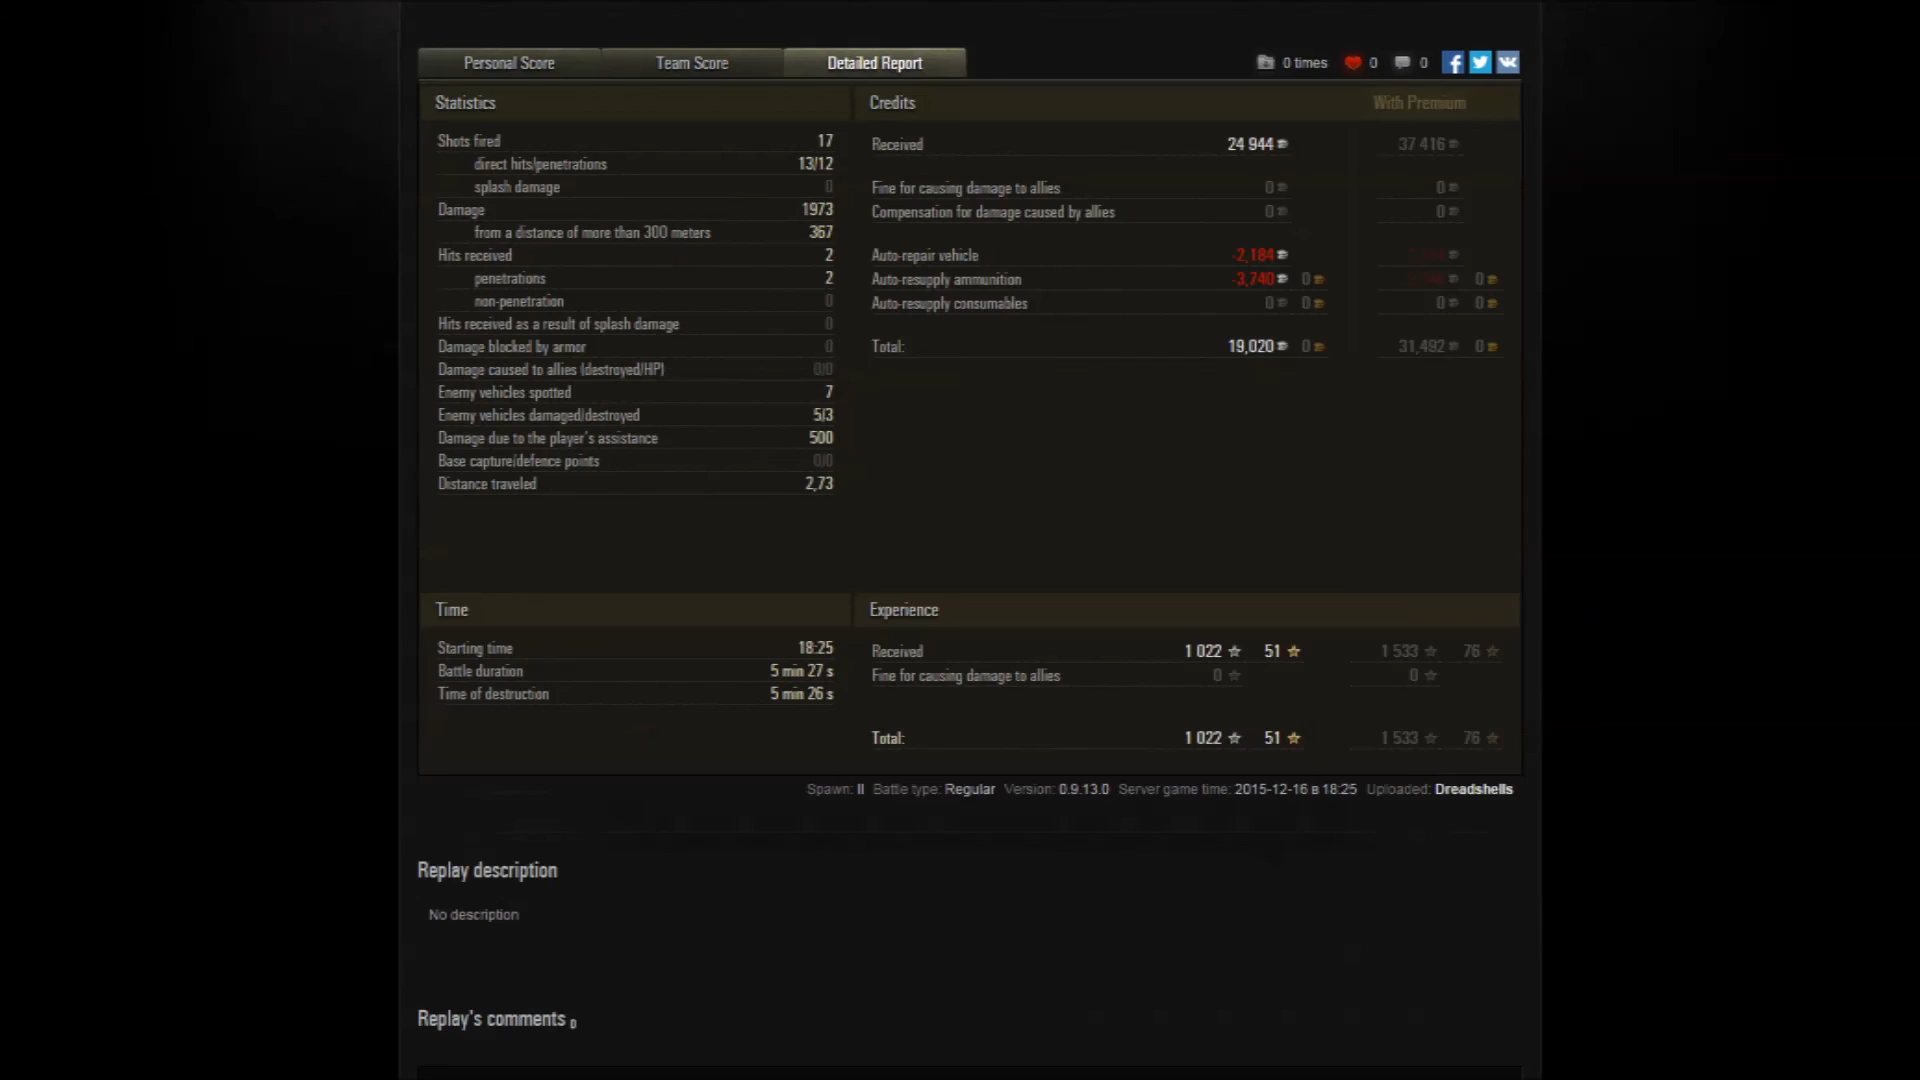 Personal Score Team Score Detailed Report 0 times 0 0
Statistics
Shots fired 17
direct hits/penetrations 13/12
splash damage 0
Damage 1973
from a distance of more than 300 meters 367
Hits received 2
penetrations 2
non-penetration 0
Hits received as a result of splash damage 0
Damage blocked by armor 0
Damage caused to allies (destroyed/HP) 0/0
Enemy vehicles spotted 7
Enemy vehicles damaged/destroyed 5/3
Damage due to the player's assistance 500
Base capture/defence points 0/0
Distance traveled 2,73
Credits With Premium
Received 24 944 37 416
Fine for causing damage to allies 0 0
Compensation for damage caused by allies 0 0
Auto-repair vehicle -2,184
Auto-resupply ammunition -3,740 0 0
Auto-resupply consumables 0 0 0 0
Total: 19,020 0 31,492 0
Time
Starting time 18:25
Battle duration 5 min 27 s
Time of destruction 5 min 26 s
Experience
Received 1 022 51 1 533 76
Fine for causing damage to allies 0 0
Total: 1 022 51 1 533 76
Spawn: II Battle type: Regular Version: 0.9.13.0 Server game time: 2015-12-16 в 18:25 Uploaded: Dreadshells
Replay description
No description
Replay's comments 0